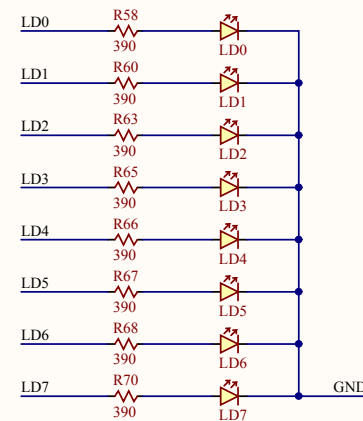 LD0 R58 390 LD0
LD1 R60 390 LD1
LD2 R63 390 LD2
LD3 R65 390 LD3
LD4 R66 390 LD4
LD5 R67 390 LD5
LD6 R68 390 LD6
LD7 R70 390 LD7 GND